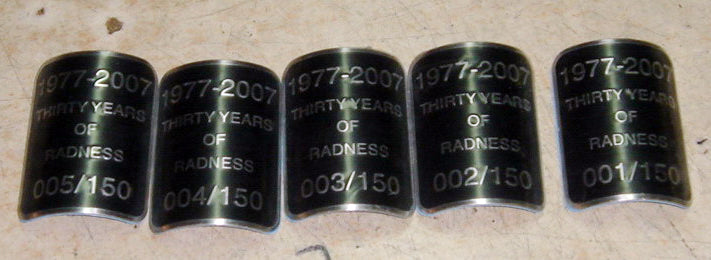 1977-2007
THIRTY YEARS
OF
RADNESS
005/150
1977-2007
THIRTY YEARS
OF
RADNESS
004/150
1977-2007
THIRTY YEARS
OF
RADNESS
003/150
1977-2007
THIRTY YEARS
OF
RADNESS
002/150
1977-2007
THIRTY YEARS
OF
RADNESS
001/150